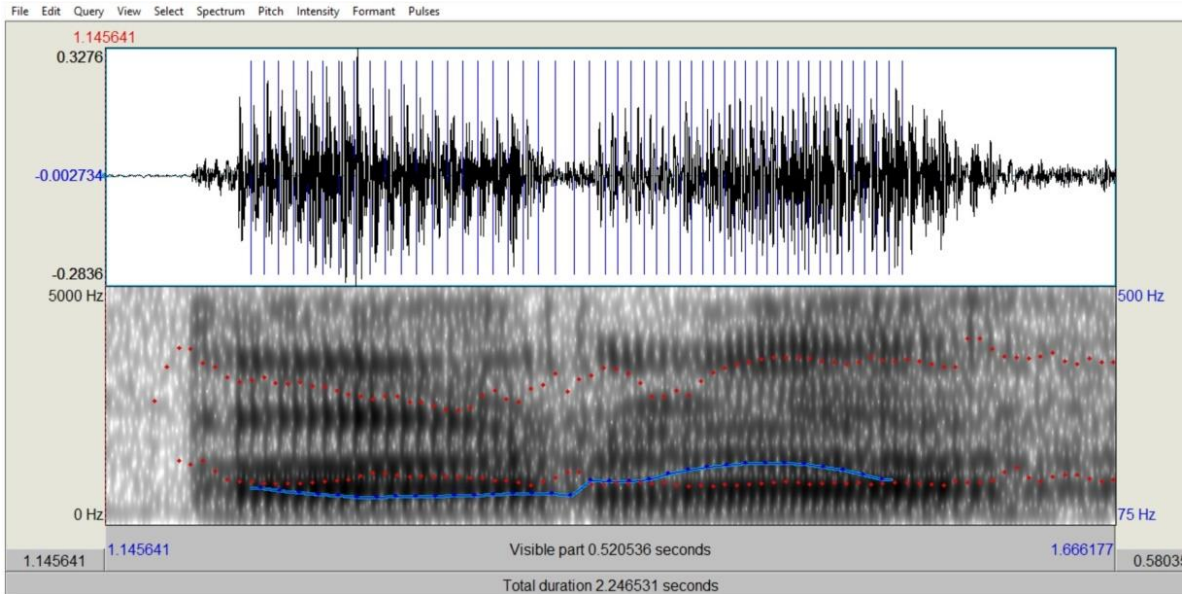 File Edit Query View Select Spectrum Pitch Intensity Formant Pulses
1.145641
0.3276
-0.002734
-0.2836
5000 Hz 500 Hz
0 Hz 75 Hz
1.145641 Visible part 0.520536 seconds 1.666177
1.145641 0.58035
Total duration 2.246531 seconds